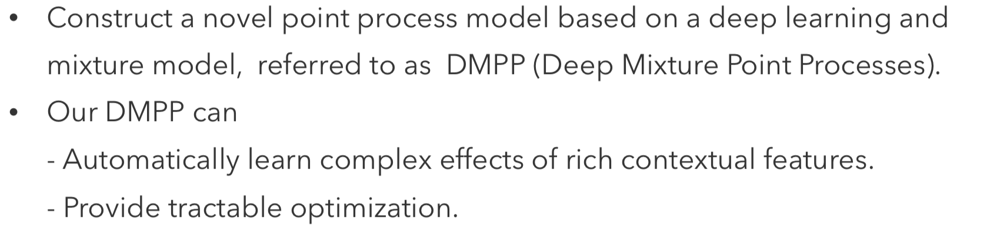 • Construct a novel point process model based on a deep learning and
mixture model, referred to as DMPP (Deep Mixture Point Processes).
• Our DMPP can
- Automatically learn complex effects of rich contextual features.
- Provide tractable optimization.